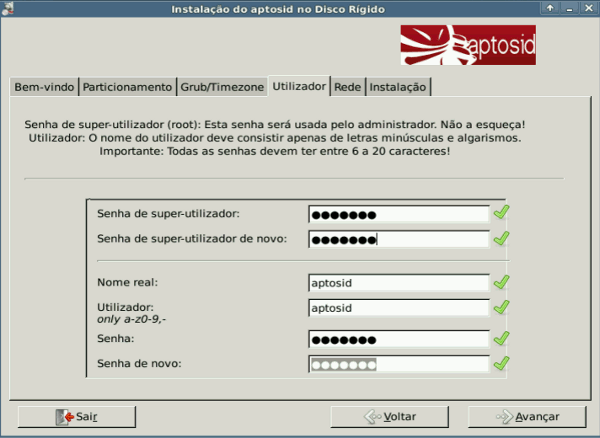 Instalação do aptosid no Disco Rígido
aptosid
Bem-vindo Particionamento Grub/Timezone Utilizador Rede Instalação
Senha de super-utilizador (root): Esta senha será usada pelo administrador. Não a esqueça!
Utilizador: O nome do utilizador deve consistir apenas de letras minúsculas e algarismos.
Importante: Todas as senhas devem ter entre 6 a 20 caracteres!
Senha de super-utilizador: ●●●●●●●
Senha de super-utilizador de novo: ●●●●●●●
Nome real: aptosid
Utilizador: aptosid
only a-z0-9,-
Senha: ●●●●●●●
Senha de novo: ●●●●●●●
Sair Voltar Avançar